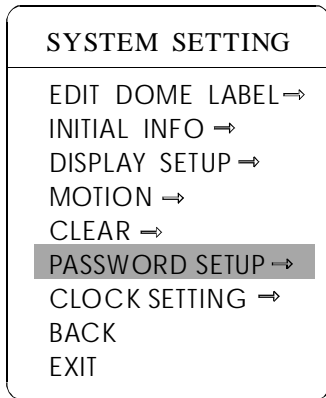 SYSTEM SETTING
EDIT DOME LABEL⇒
INITIAL INFO ⇒
DISPLAY SETUP ⇒
MOTION ⇒
CLEAR ⇒
PASSWORD SETUP ⇒
CLOCK SETTING ⇒
BACK
EXIT